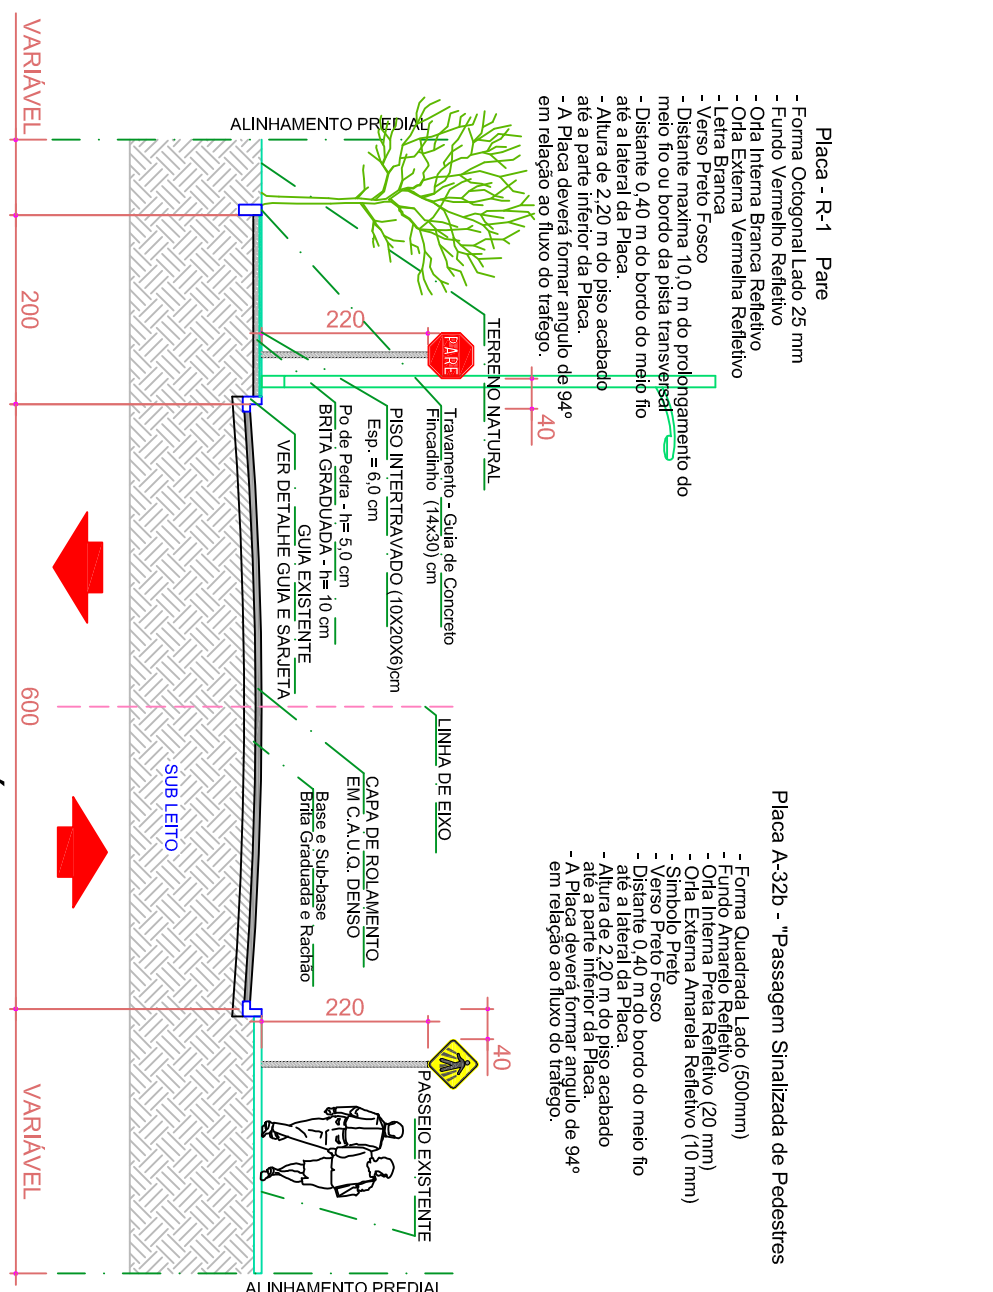 Placa - R-1   Pare
- Forma Octogonal Lado 25 mm
- Fundo Vermelho Refletivo
- Orla Interna Branca Refletivo
- Orla Externa Vermelha Refletivo
- Letra Branca
- Verso Preto Fosco
- Distante maxima 10,0 m do prolongamento do
meio fio ou bordo da pista transversal
- Distante 0,40 m do bordo do meio fio
até a lateral da Placa.
- Altura de 2,20 m do piso acabado
até a parte inferior da Placa.
- A Placa deverá formar angulo de 94º
em relação ao fluxo do trafego.
Placa A-32b - "Passagem Sinalizada de Pedestres
- Forma Quadrada Lado (500mm)
- Fundo Amarelo Refletivo
- Orla Interna Preta Refletivo (20 mm)
- Orla Externa Amarela Refletivo (10 mm)
- Simbolo Preto
- Verso Preto Fosco
- Distante 0,40 m do bordo do meio fio
até a lateral da Placa.
- Altura de 2,20 m do piso acabado
até a parte inferior da Placa.
- A Placa deverá formar angulo de 94º
em relação ao fluxo do trafego.
40
40
TERRENO NATURAL
PARE
220
220
Travamento - Guia de Concreto
Fincadinho (14x30) cm
PISO INTERTRAVADO (10X20X6)cm
Esp. = 6,0 cm
Po de Pedra - h= 5,0 cm
BRITA GRADUADA - h= 10 cm
GUIA EXISTENTE
VER DETALHE GUIA E SARJETA
LINHA DE EIXO
CAPA DE ROLAMENTO
EM C.A.U.Q. DENSO
Base e Sub-base
Brita Graduada e Rachão
PASSEIO EXISTENTE
ALINHAMENTO PREDIAL
ALINHAMENTO PREDIAL
SUB LEITO
VARIÁVEL
200
600
VARIÁVEL